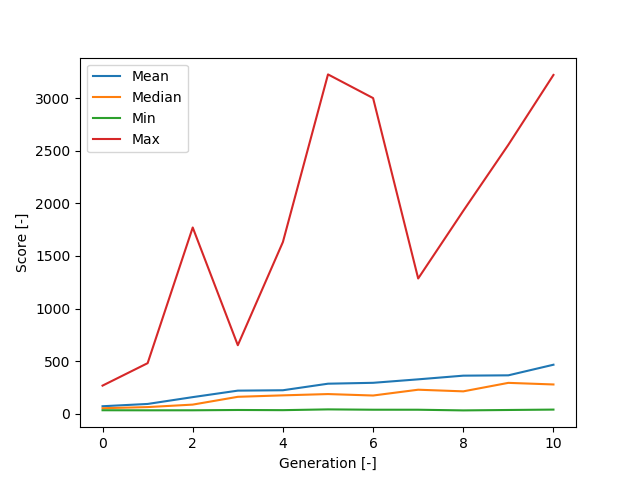 Mean
Median
Min
Max
3000
2500
2000
1500
1000
500
0
Score [-]
0 2 4 6 8 10
Generation [-]